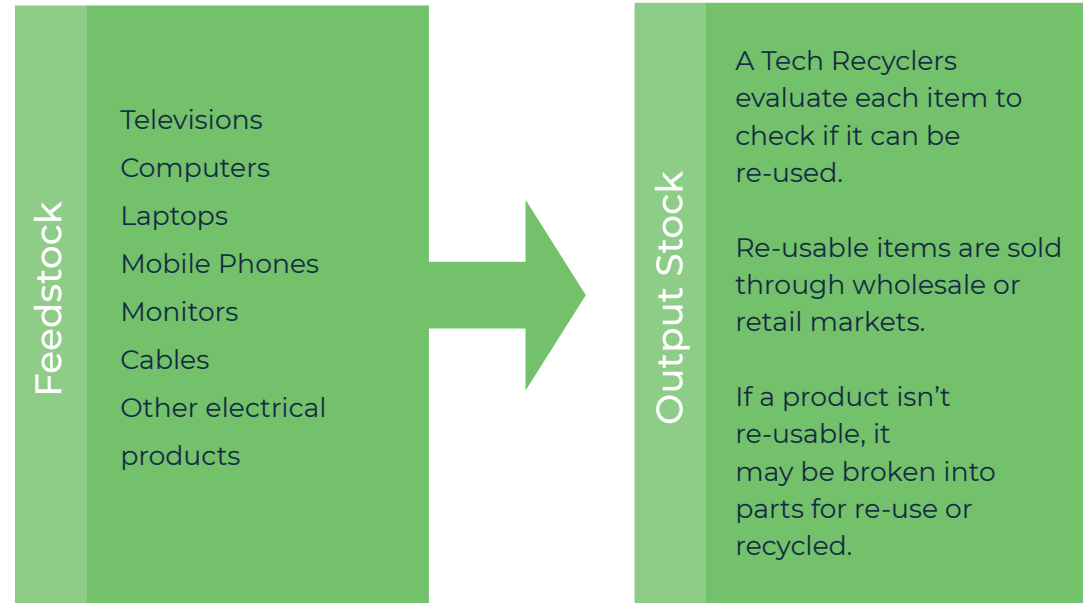 Feedstock
Televisions
Computers
Laptops
Mobile Phones
Monitors
Cables
Other electrical
products
Output Stock
A Tech Recyclers
evaluate each item to
check if it can be
re-used.
Re-usable items are sold
through wholesale or
retail markets.
If a product isn’t
re-usable, it
may be broken into
parts for re-use or
recycled.